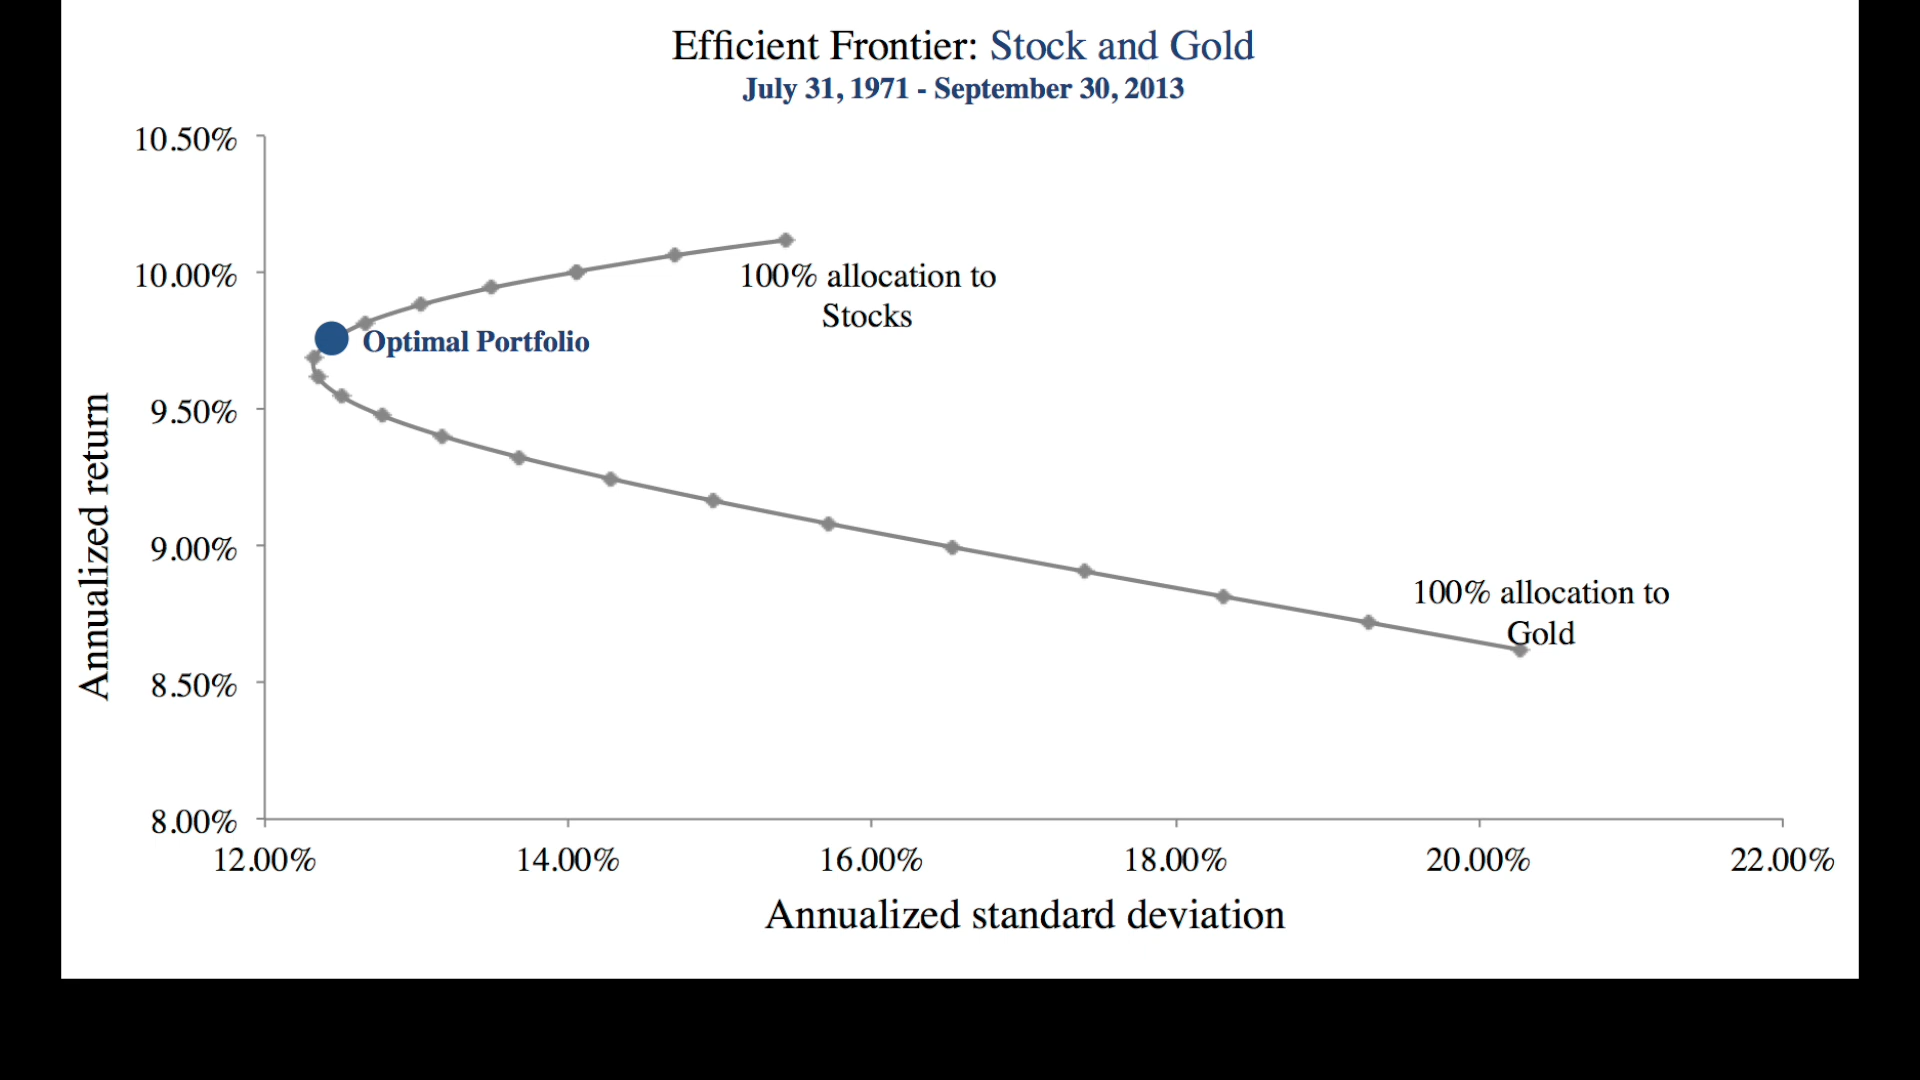 Efficient Frontier: Stock and Gold
July 31, 1971 - September 30, 2013
10.50%
10.00%
9.50%
9.00%
8.50%
8.00%
Annualized return
100% allocation to
Stocks
Optimal Portfolio
100% allocation to
Gold
12.00%
14.00%
16.00%
18.00%
20.00%
22.00%
Annualized standard deviation